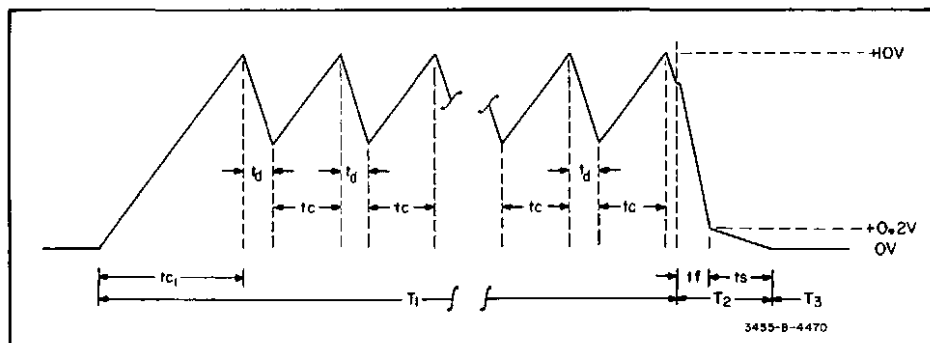 +10V
td
td
td
tc
tc
tc
tc
+0.2V
0V
tc1
tf
ts
T1
T2
T3
3455-B-4470